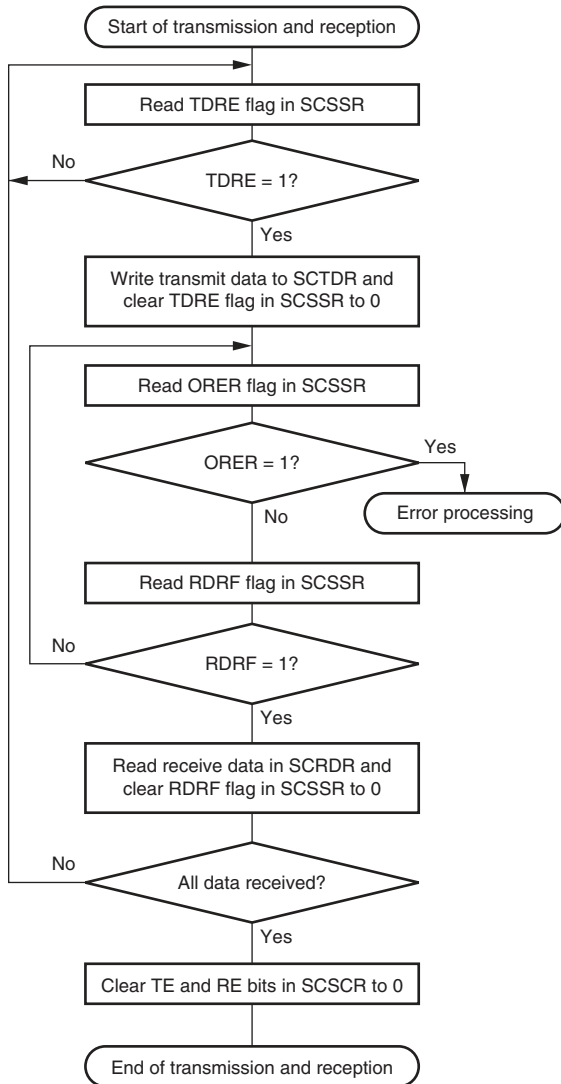 Start of transmission and reception
Read TDRE flag in SCSSR
No
TDRE = 1?
Yes
Write transmit data to SCTDR and
clear TDRE flag in SCSSR to 0
Read ORER flag in SCSSR
Yes
ORER = 1?
Error processing
No
Read RDRF flag in SCSSR
No
RDRF = 1?
Yes
Read receive data in SCRDR and
clear RDRF flag in SCSSR to 0
No
All data received?
Yes
Clear TE and RE bits in SCSCR to 0
End of transmission and reception